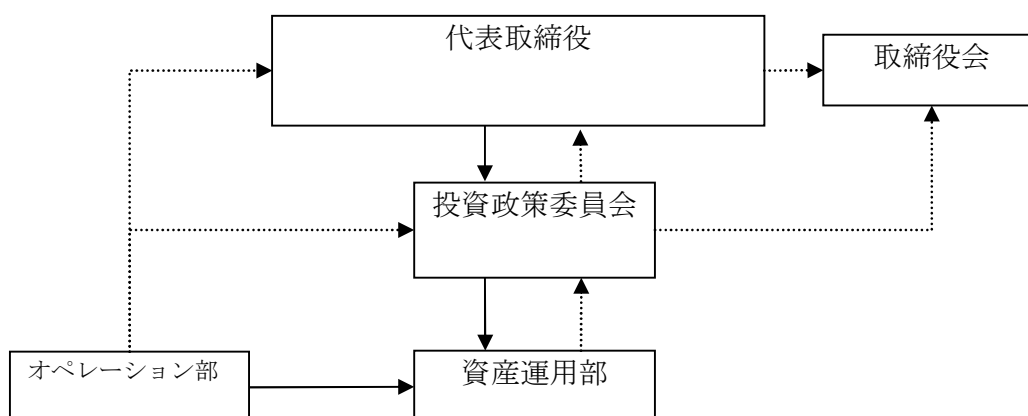 代表取締役
取締役会
投資政策委員会
オペレーション部
資産運用部